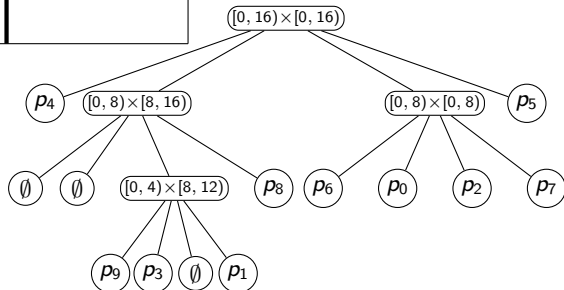 [0, 16)×[0, 16)
p4 [0, 8)×[8, 16) [0, 8)×[0, 8) p5
∅ ∅ [0, 4)×[8, 12) p8 p6 p0 p2 p7
p9 p3 ∅ p1